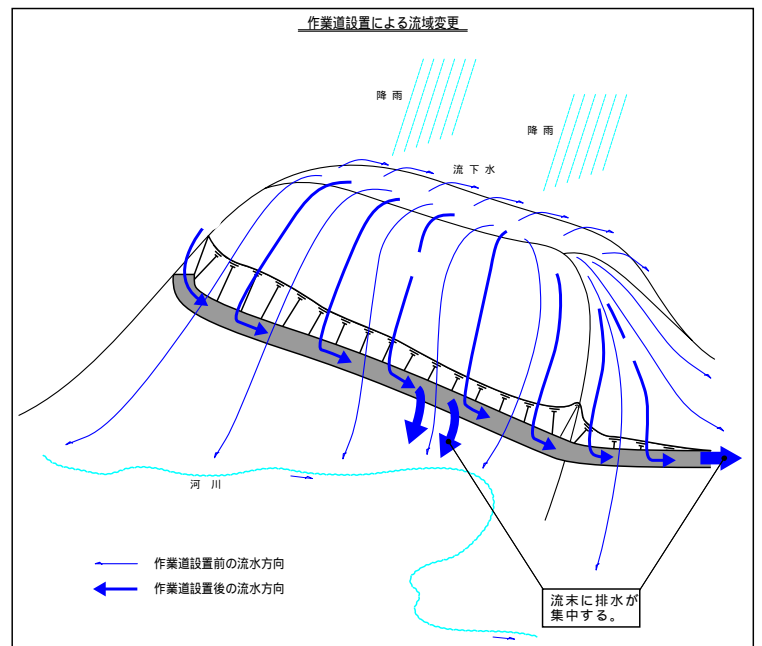 作業道設置による流域変更
降雨
降雨
流下水
河川
作業道設置前の流水方向
作業道設置後の流水方向
流末に排水が
集中する。